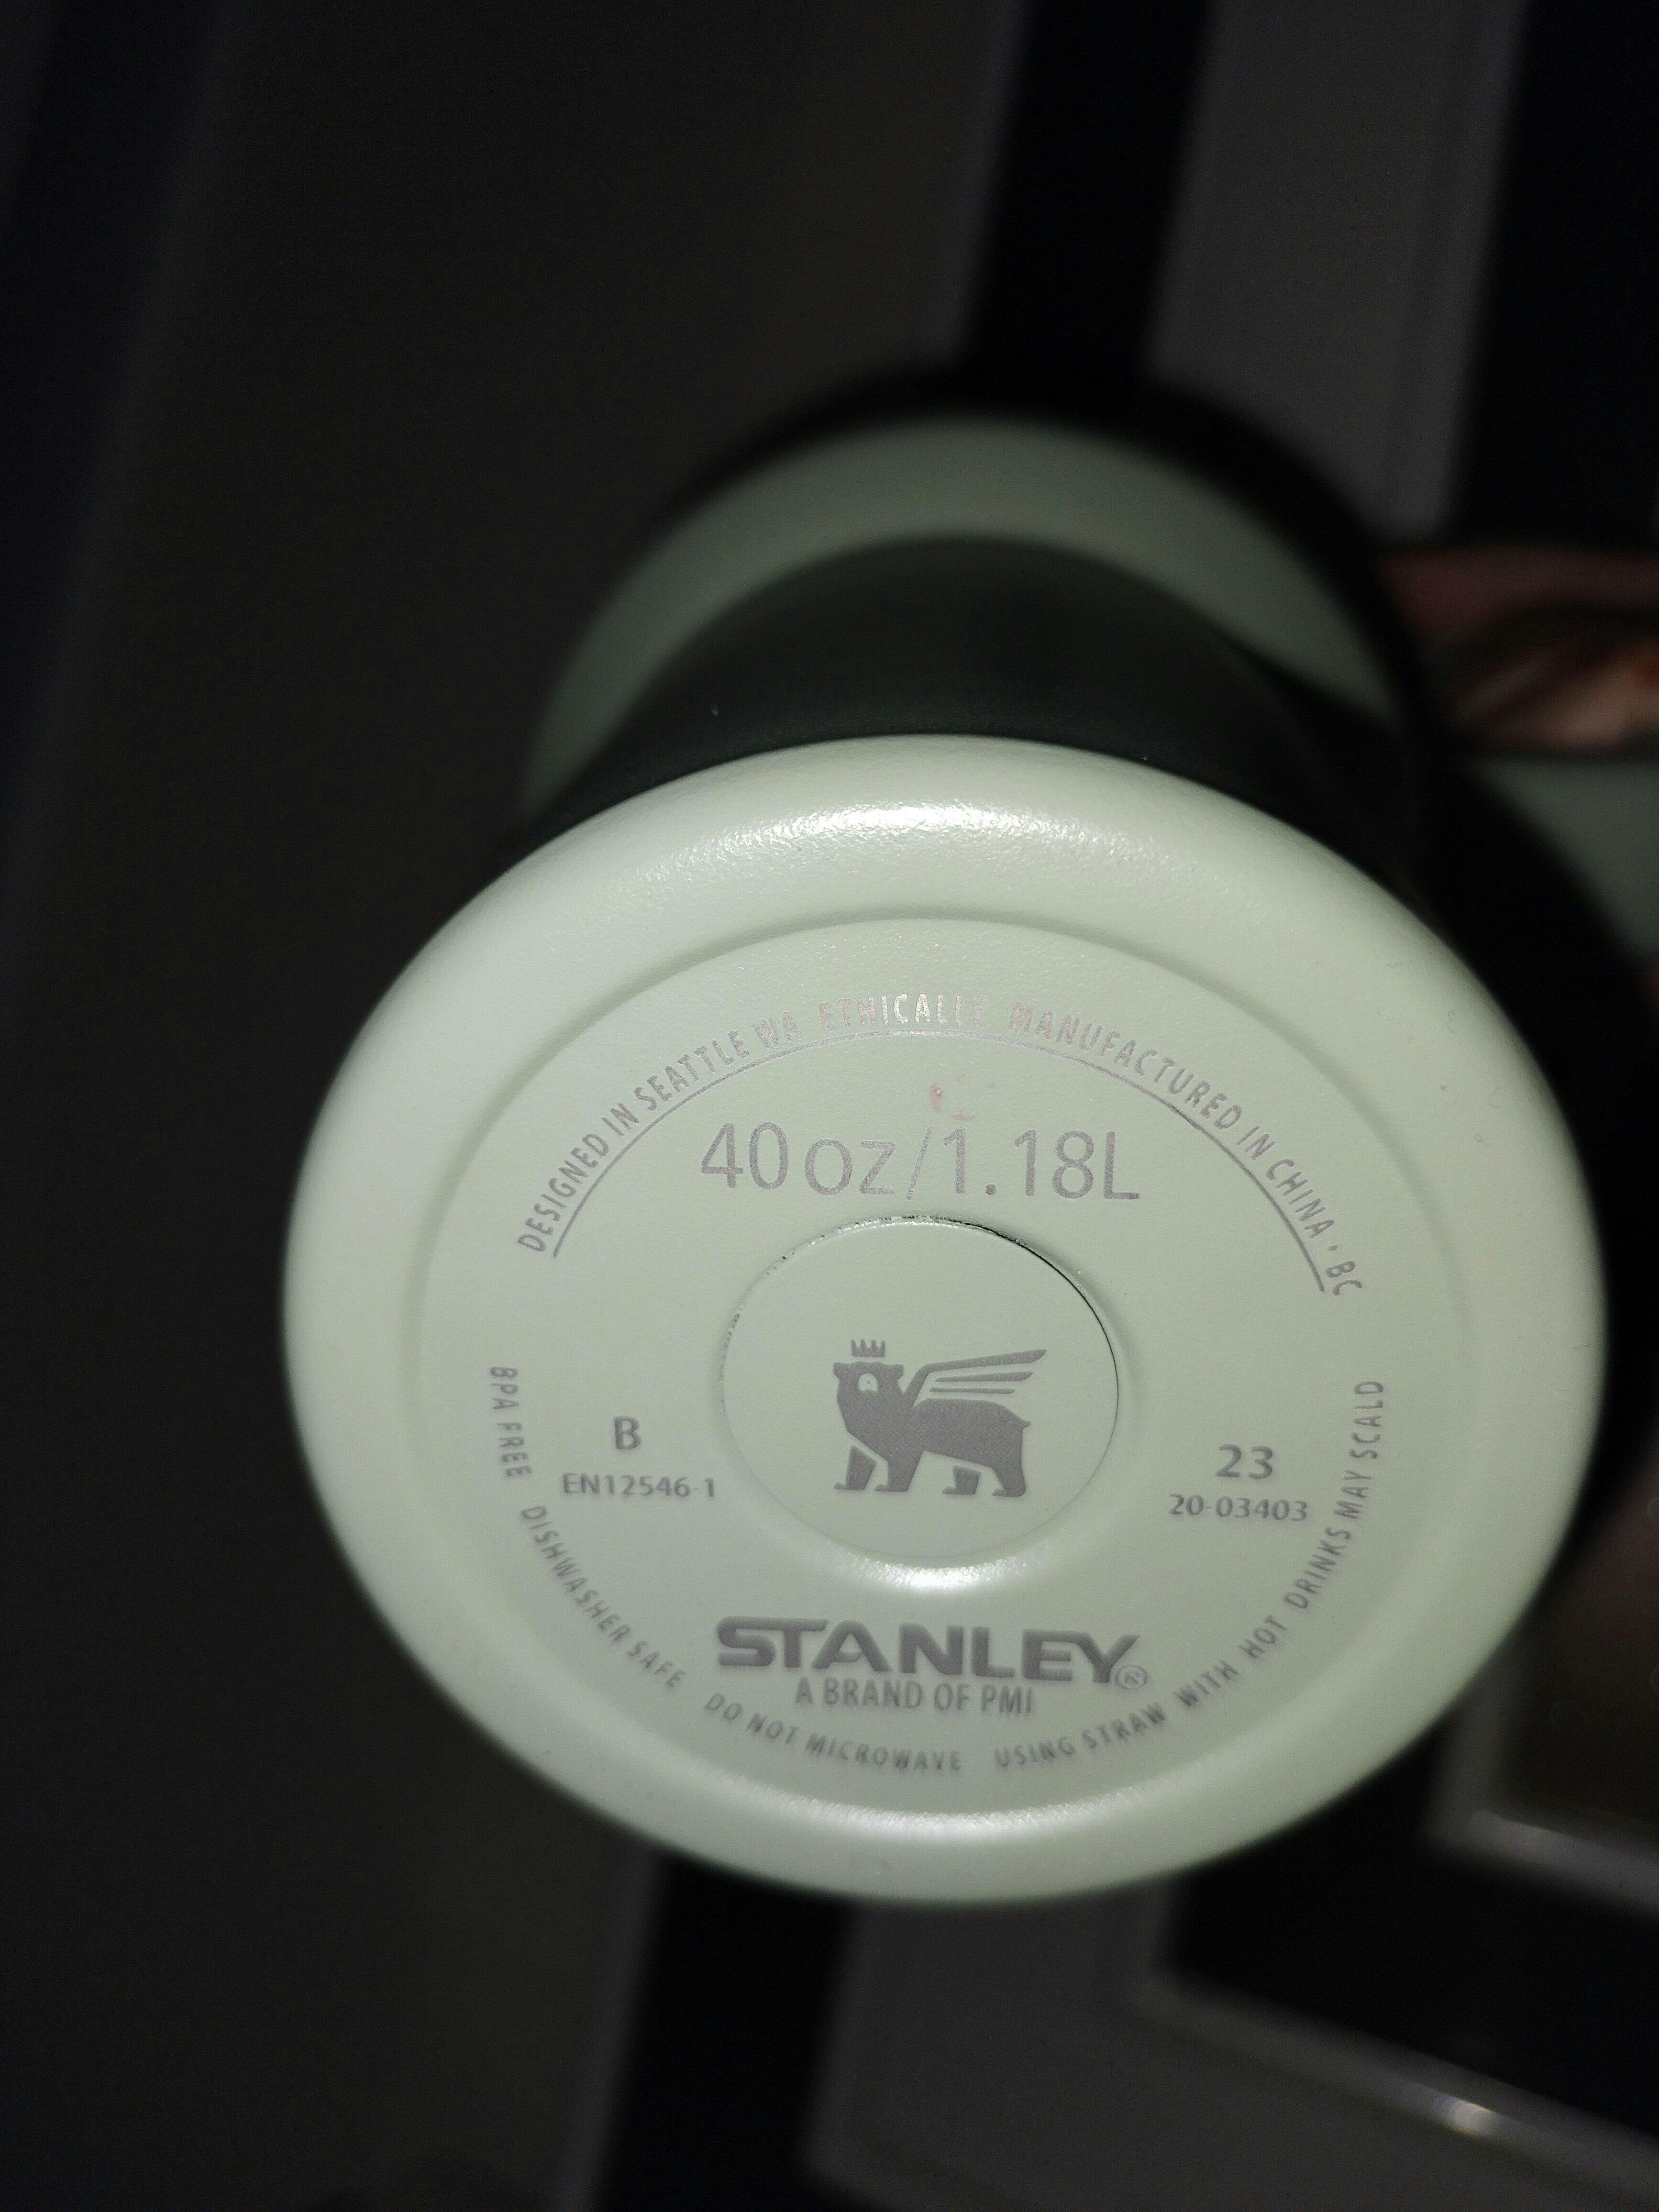 DESIGNED IN SEATTLE WA ETHICALLY MANUFACTURED IN CHINA · BC
40 oz/1.18L
B
EN12546-1
23
20-03403
STANLEY®
A BRAND OF PMI
BPA FREE DISHWASHER SAFE DO NOT MICROWAVE USING STRAW WITH HOT DRINKS MAY SCALD